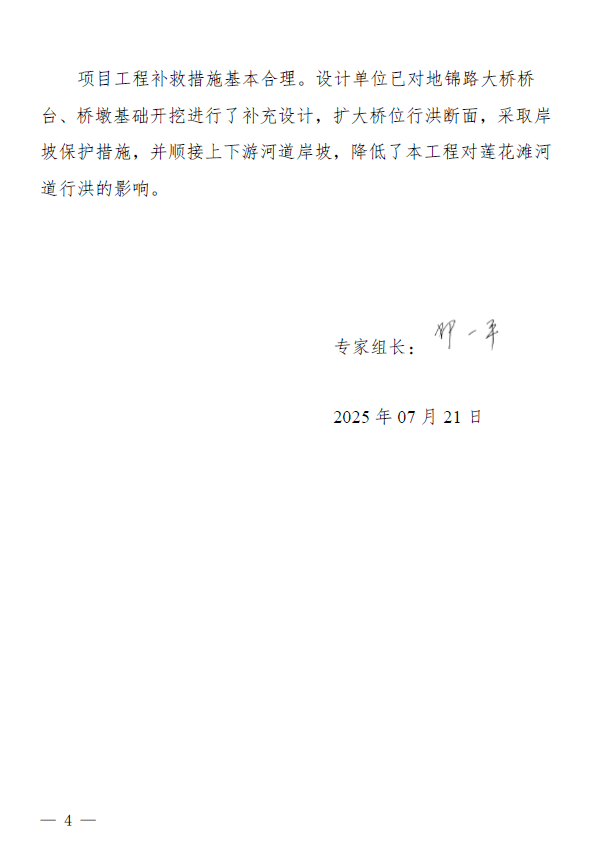 项目工程补救措施基本合理。设计单位已对地锦路大桥桥
台、桥墩基础开挖进行了补充设计，扩大桥位行洪断面，采取岸
坡保护措施，并顺接上下游河道岸坡，降低了本工程对莲花滩河
道行洪的影响。
专家组长： 一平
2025 年 07 月 21 日
— 4 —